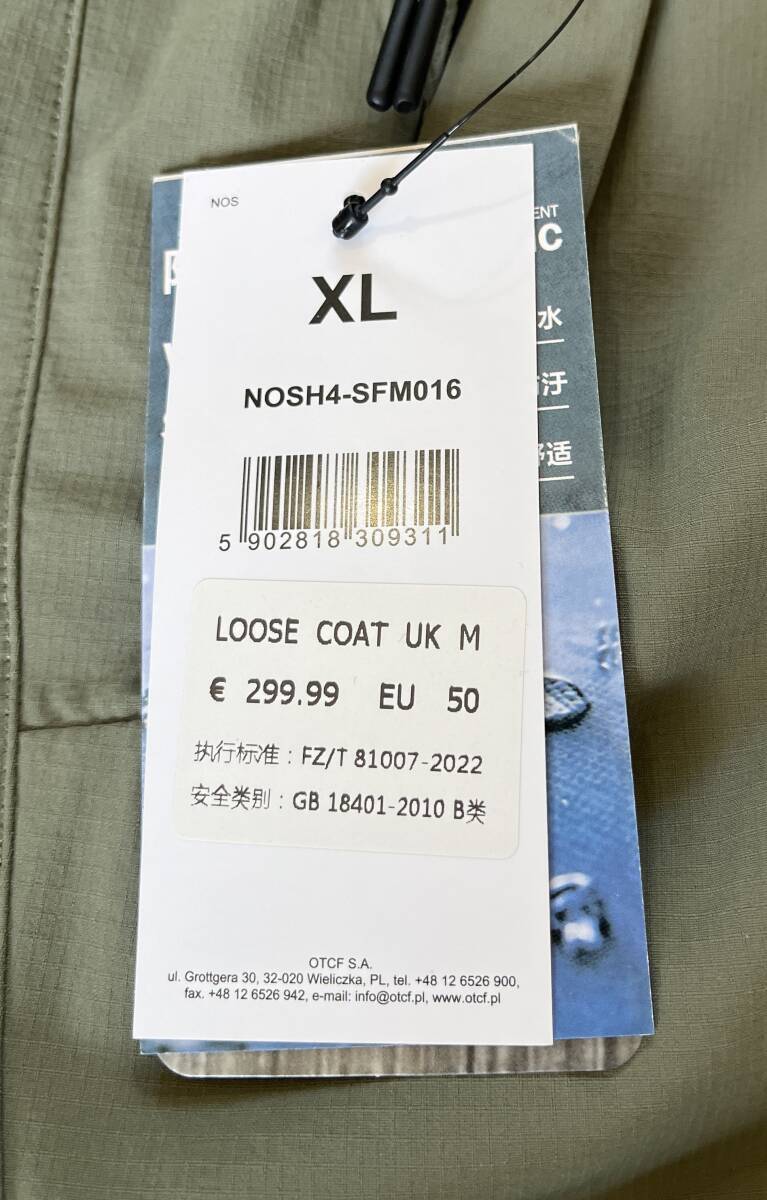 NOS
XL
NOSH4-SFM016
5 902818 309311
LOOSE COAT UK M
€ 299.99 EU 50
执行标准：FZ/T 81007-2022
安全类别：GB 18401-2010 B类
OTCF S.A.
ul. Grottgera 30, 32-020 Wieliczka, PL, tel. +48 12 6526 900,
fax. +48 12 6526 942, e-mail: info@otcf.pl, www.otcf.pl
水
舒适